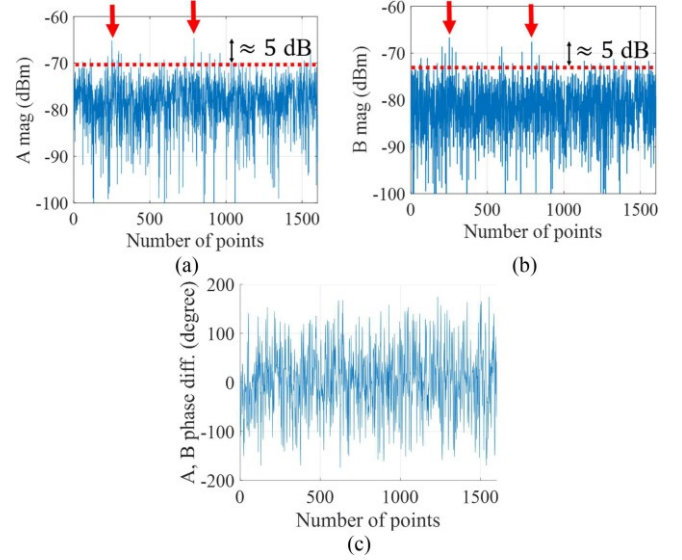 -60
-70
-80
-90
-100
A mag (dBm)
≈ 5 dB
0 500 1000 1500
Number of points
(a)
-60
-70
-80
-90
-100
B mag (dBm)
≈ 5 dB
0 500 1000 1500
Number of points
(b)
200
100
0
-100
-200
A, B phase diff. (degree)
0 500 1000 1500
Number of points
(c)